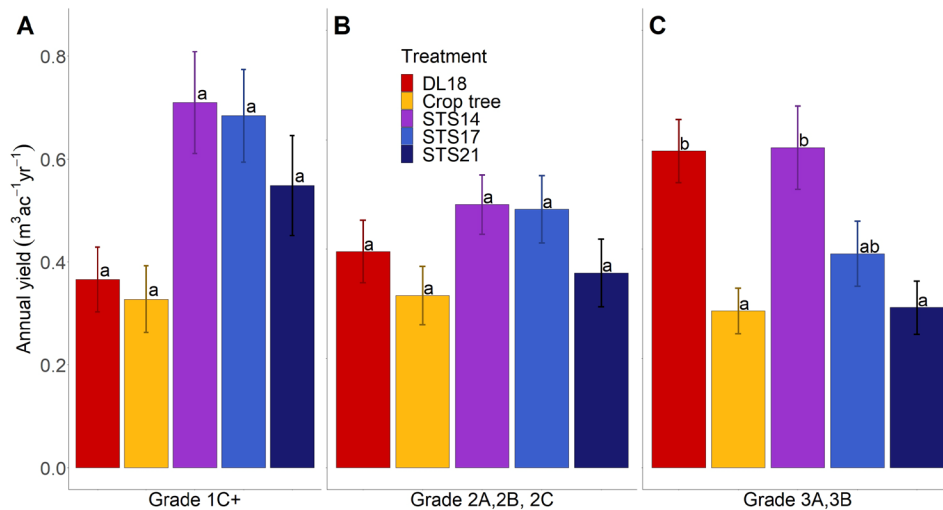 A
B
C
Annual yield (m³ac⁻¹yr⁻¹)
0.8
0.6
0.4
0.2
0.0
Treatment
DL18
Crop tree
STS14
STS17
STS21
a
a
a
a
a
a
a
a
a
a
b
a
b
ab
a
Grade 1C+
Grade 2A,2B, 2C
Grade 3A,3B